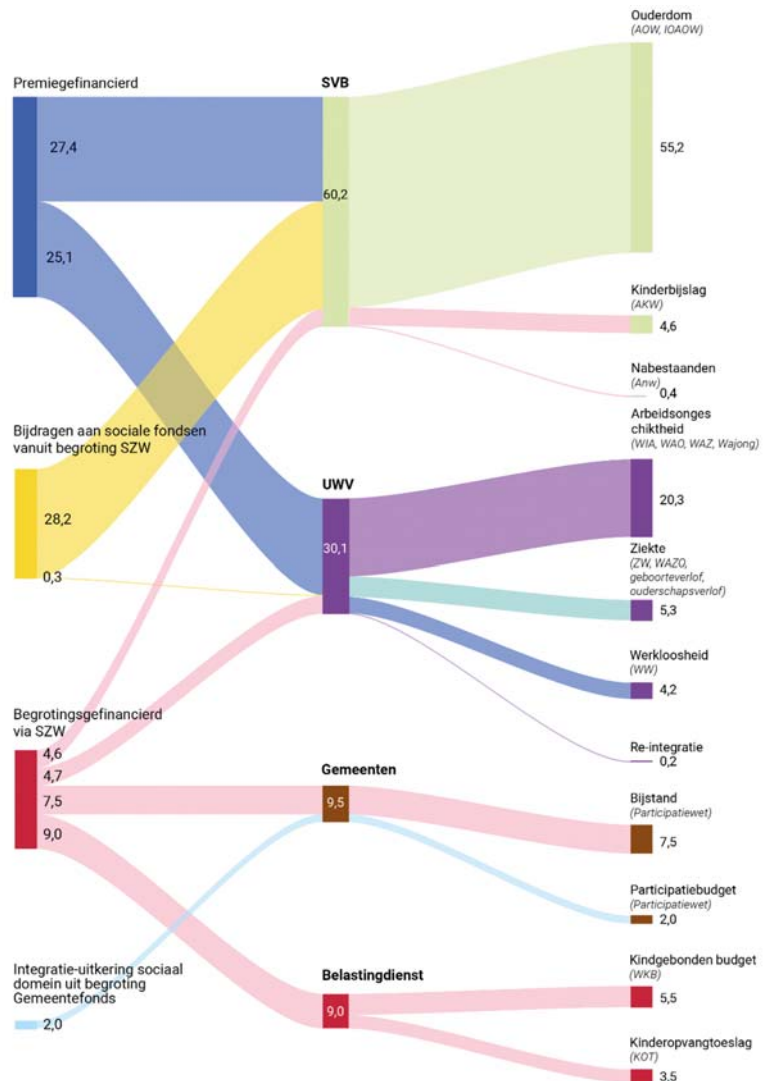 Premiegefinancierd
27,4
25,1
Bijdragen aan sociale fondsen
vanuit begroting SZW
28,2
0,3
Begrotingsgefinancierd
via SZW
4,6
4,7
7,5
9,0
Integratie-uitkering sociaal
domein uit begroting
Gemeentefonds
2,0
SVB
60,2
UWV
30,1
Gemeenten
9,5
Belastingdienst
9,0
Ouderdom
(AOW, IOAOW)
55,2
Kinderbijslag
(AKW)
4,6
Nabestaanden
(Anw)
0,4
Arbeidsonges
chiktheid
(WIA, WAO, WAZ, Wajong)
20,3
Ziekte
(ZW, WAZO,
geboorteverlof,
ouderschapsverlof)
5,3
Werkloosheid
(WW)
4,2
Re-integratie
0,2
Bijstand
(Participatiewet)
7,5
Participatiebudget
(Participatiewet)
2,0
Kindgebonden budget
(WKB)
5,5
Kinderopvangtoeslag
(KOT)
3,5